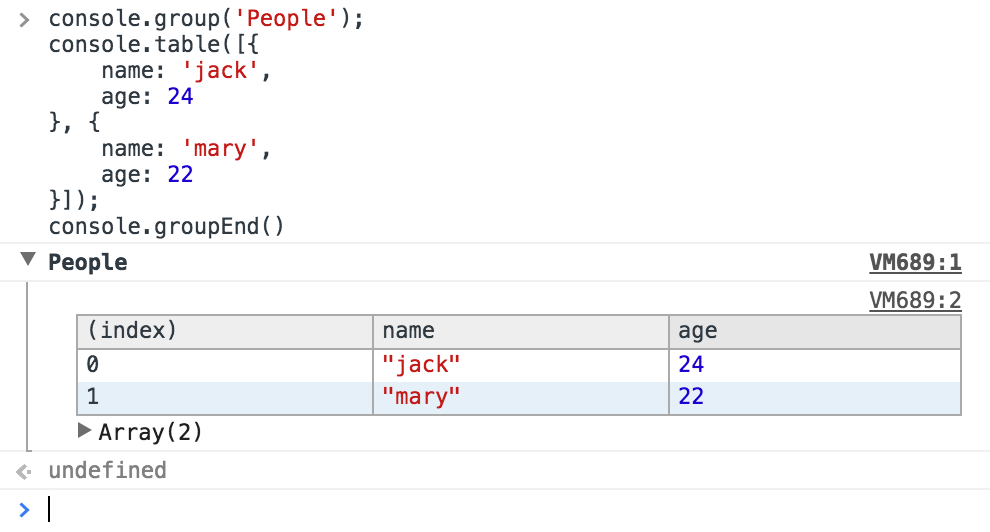 console.group('People');
console.table([{
    name: 'jack',
    age: 24
}, {
    name: 'mary',
    age: 22
}]);
console.groupEnd()
People VM689:1
VM689:2
(index) name age
0 "jack" 24
1 "mary" 22
Array(2)
undefined